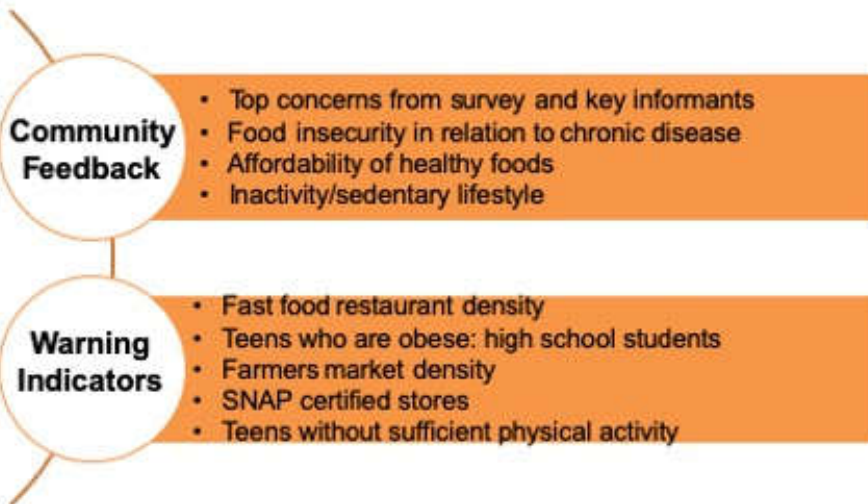 Community
Feedback
• Top concerns from survey and key informants
• Food insecurity in relation to chronic disease
• Affordability of healthy foods
• Inactivity/sedentary lifestyle
Warning
Indicators
• Fast food restaurant density
• Teens who are obese: high school students
• Farmers market density
• SNAP certified stores
• Teens without sufficient physical activity